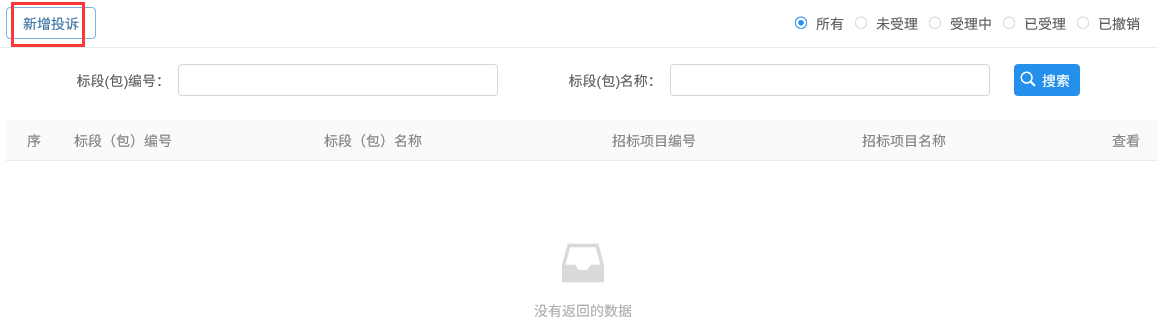 新增投诉 所有 未受理 受理中 已受理 已撤销
标段(包)编号： 标段(包)名称： 搜索
序 标段（包）编号 标段（包）名称 招标项目编号 招标项目名称 查看
没有返回的数据